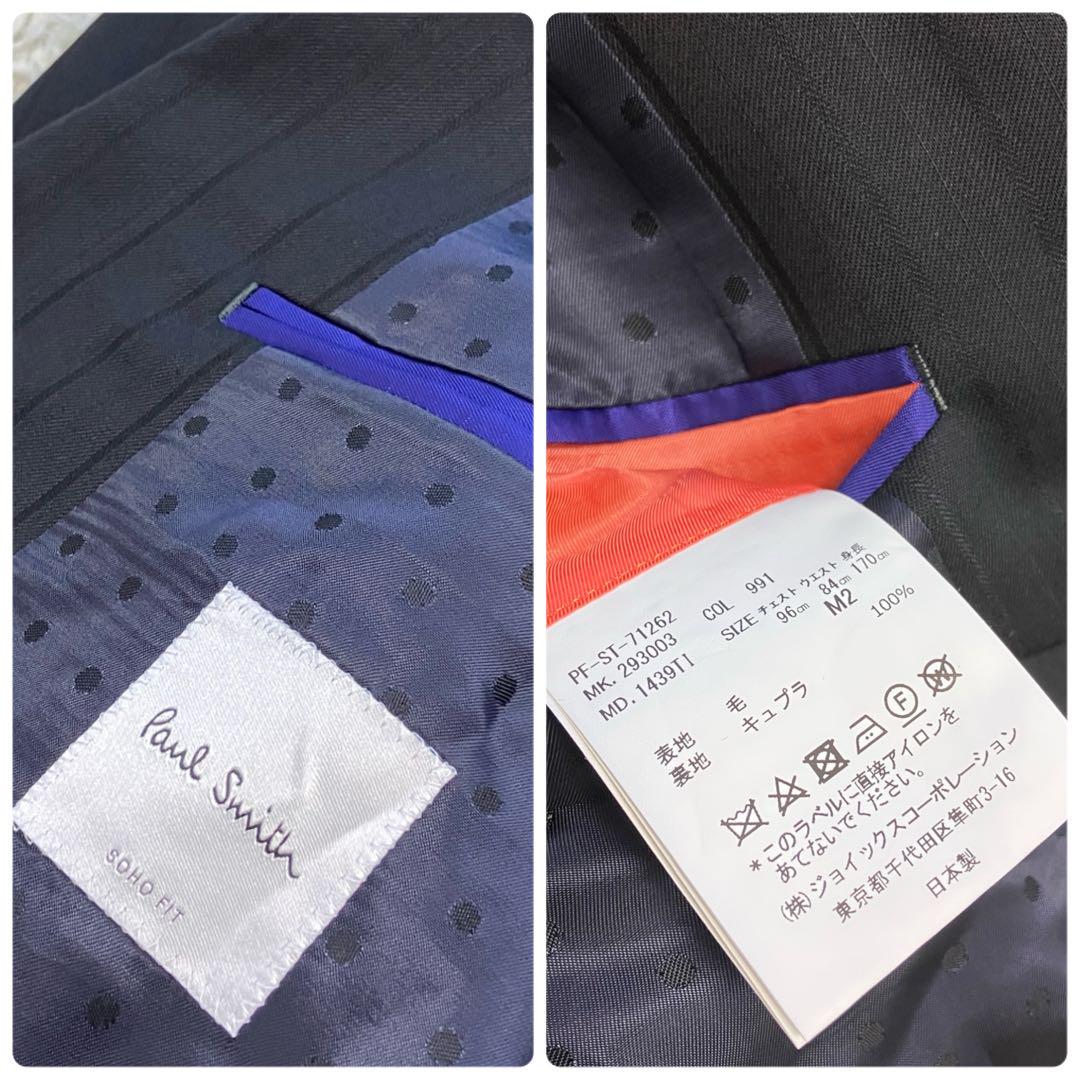 Paul Smith
SOHO FIT
PF-ST-71262 COL 991
MK.293003 SIZE チェスト ウエスト 身長
MD.1439TI 96㎝ 84㎝ 170㎝
M2
表地 毛 100%
裏地 キュプラ
*このラベルに直接アイロンを
あてないでください。
(株)ジョイックスコーポレーション
東京都千代田区隼町3-16
日本製